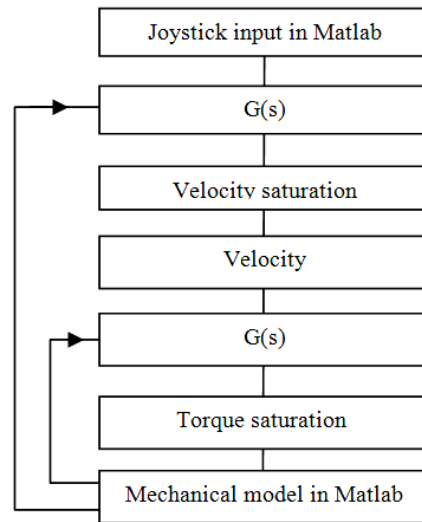 Joystick input in Matlab
G(s)
Velocity saturation
Velocity
G(s)
Torque saturation
Mechanical model in Matlab